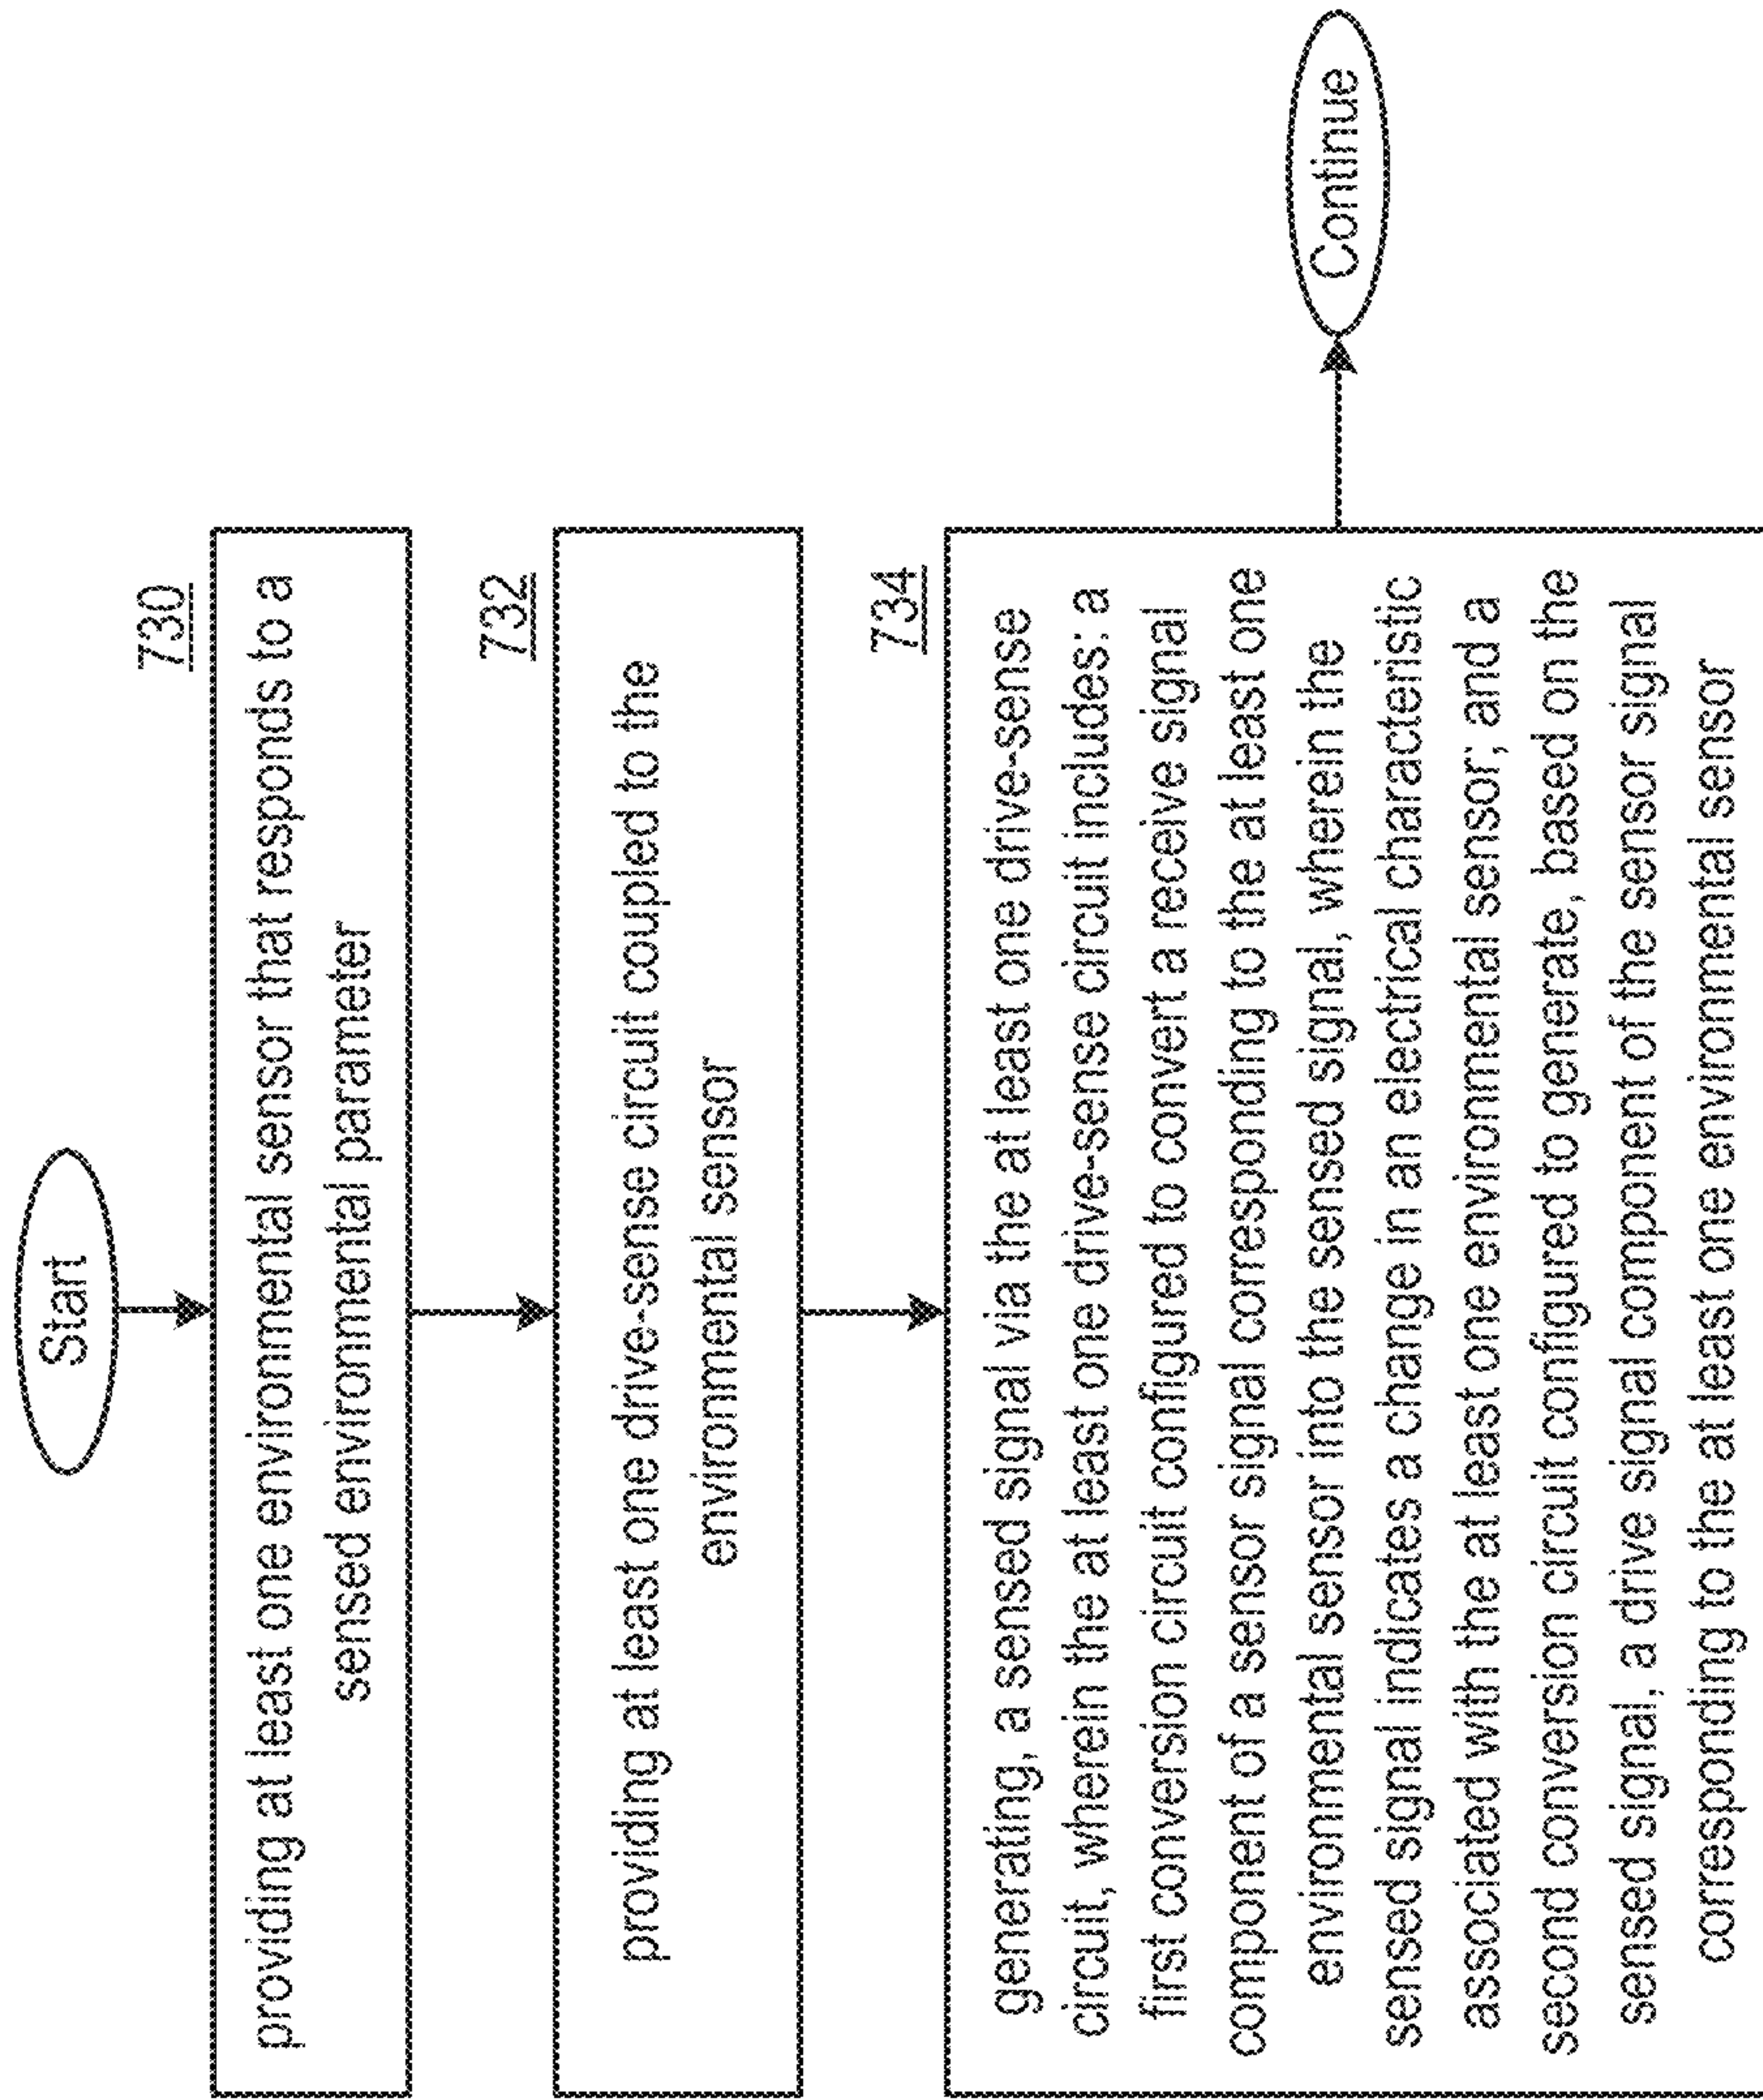 Start
730
providing at least one environmental sensor that responds to a
sensed environmental parameter
732
providing at least one drive-sense circuit coupled to the
environmental sensor
734
generating, a sensed signal via the at least one drive-sense
circuit, wherein the at least one drive-sense circuit includes: a
first conversion circuit configured to convert a receive signal
component of a sensor signal corresponding to the at least one
environmental sensor into the sensed signal, wherein the
sensed signal indicates a change in an electrical characteristic
associated with the at least one environmental sensor; and a
second conversion circuit configured to generate, based on the
sensed signal, a drive signal component of the sensor signal
corresponding to the at least one environmental sensor
Continue